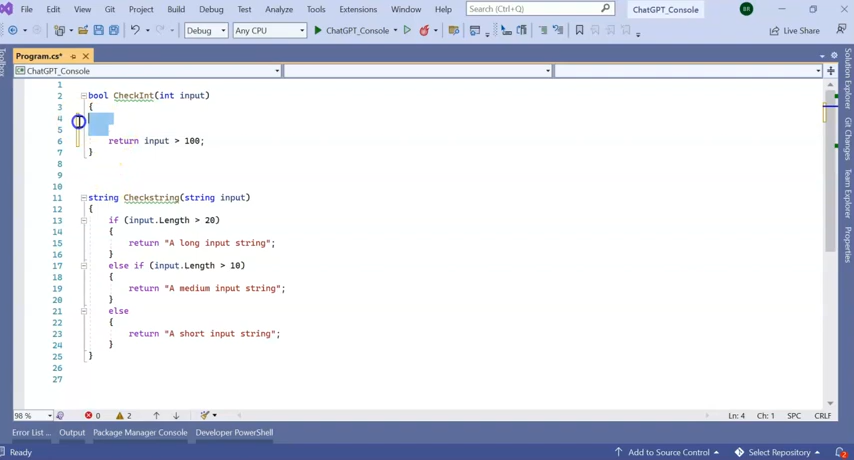 File Edit View Git Project Build Debug Test Analyze Tools Extensions Window Help Search (Ctrl+Q) ChatGPT_Console BR
Debug Any CPU ChatGPT_Console Live Share
Program.cs*
ChatGPT_Console
1
2 bool CheckInt(int input)
3 {
4
5
6 return input > 100;
7 }
8
9
10
11 string Checkstring(string input)
12 {
13 if (input.Length > 20)
14 {
15 return "A long input string";
16 }
17 else if (input.Length > 10)
18 {
19 return "A medium input string";
20 }
21 else
22 {
23 return "A short input string";
24 }
25 }
26
27
Toolbox
Solution Explorer
Git Changes
Team Explorer
Properties
98 % 0 2 Ln: 4 Ch: 1 SPC CRLF
Error List ... Output Package Manager Console Developer PowerShell
Ready Add to Source Control Select Repository 2